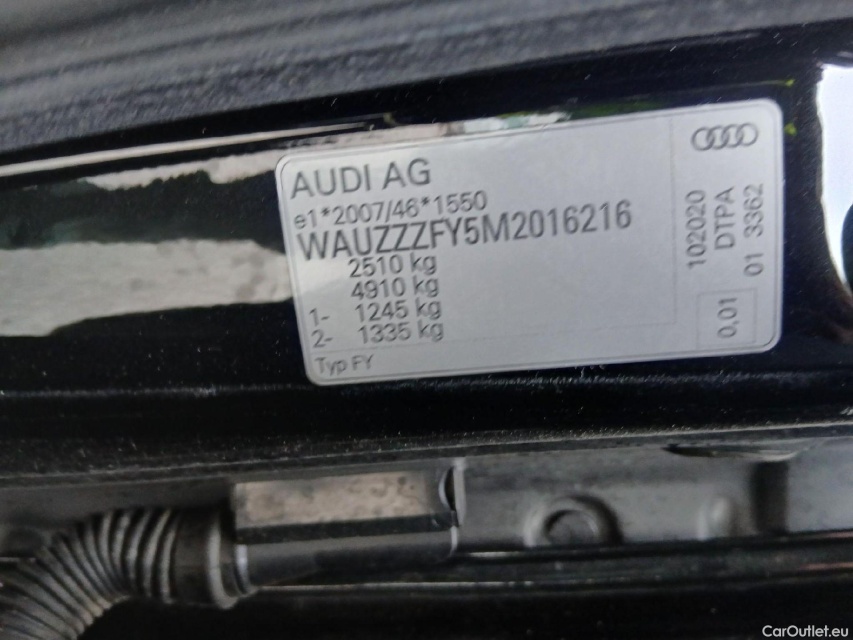 AUDI AG
e1*2007/46*1550
WAUZZZFY5M2016216
2510 kg
4910 kg
1- 1245 kg
2- 1335 kg
Typ FY
102020
DTPA
01 3362
0,01
CarOutlet.eu